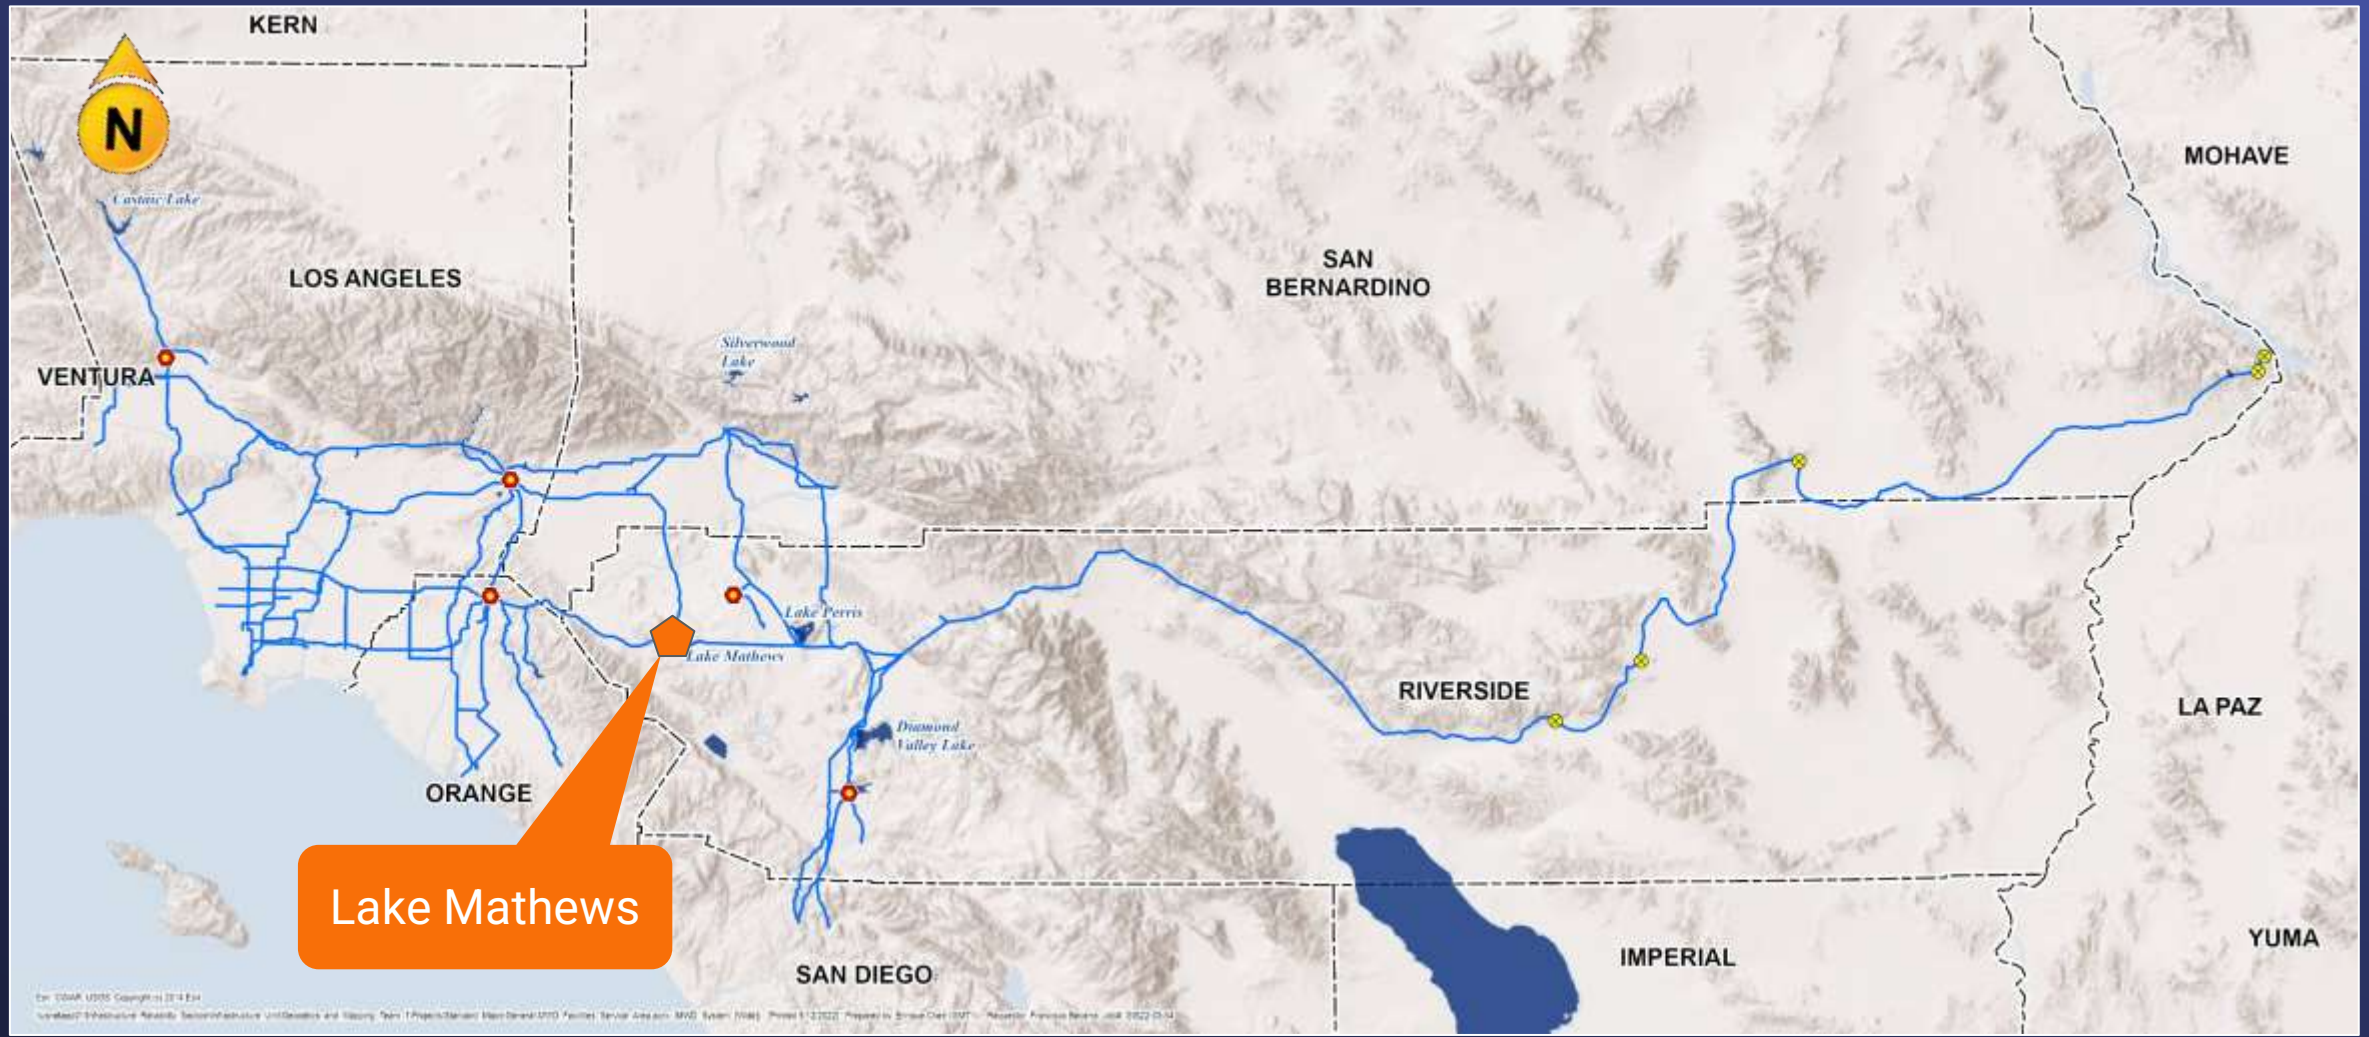 KERN
N
MOHAVE
Castaic Lake
LOS ANGELES
SAN
BERNARDINO
Silverwood
Lake
VENTURA
Lake Perris
Lake Mathews
RIVERSIDE
LA PAZ
Diamond
Valley Lake
ORANGE
Lake Mathews
YUMA
IMPERIAL
SAN DIEGO